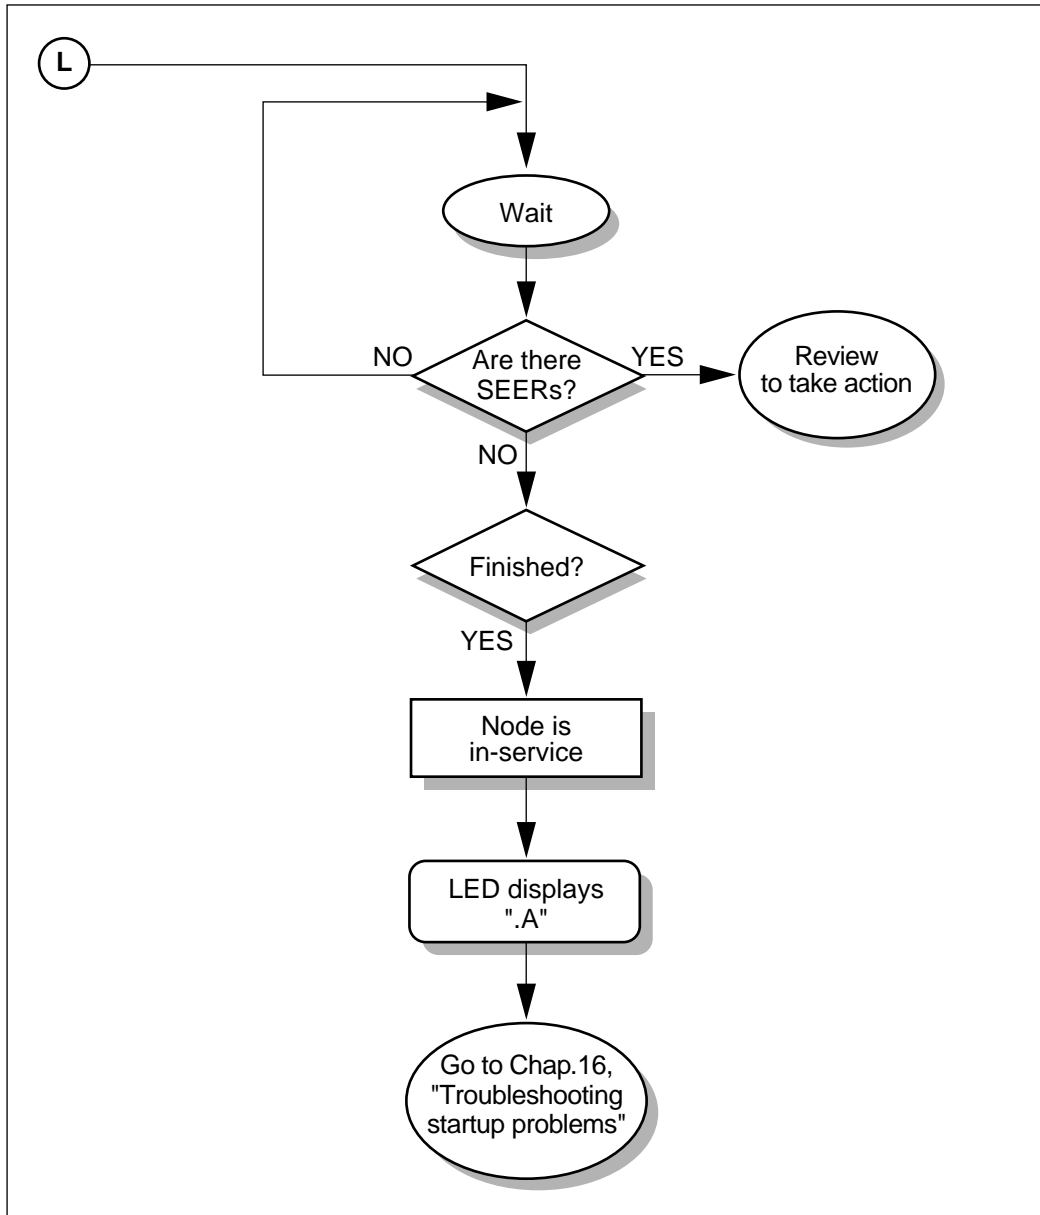 L
Wait
NO
Are there
SEERs?
YES
Review
to take action
NO
Finished?
YES
Node is
in-service
LED displays
".A"
Go to Chap.16,
"Troubleshooting
startup problems"